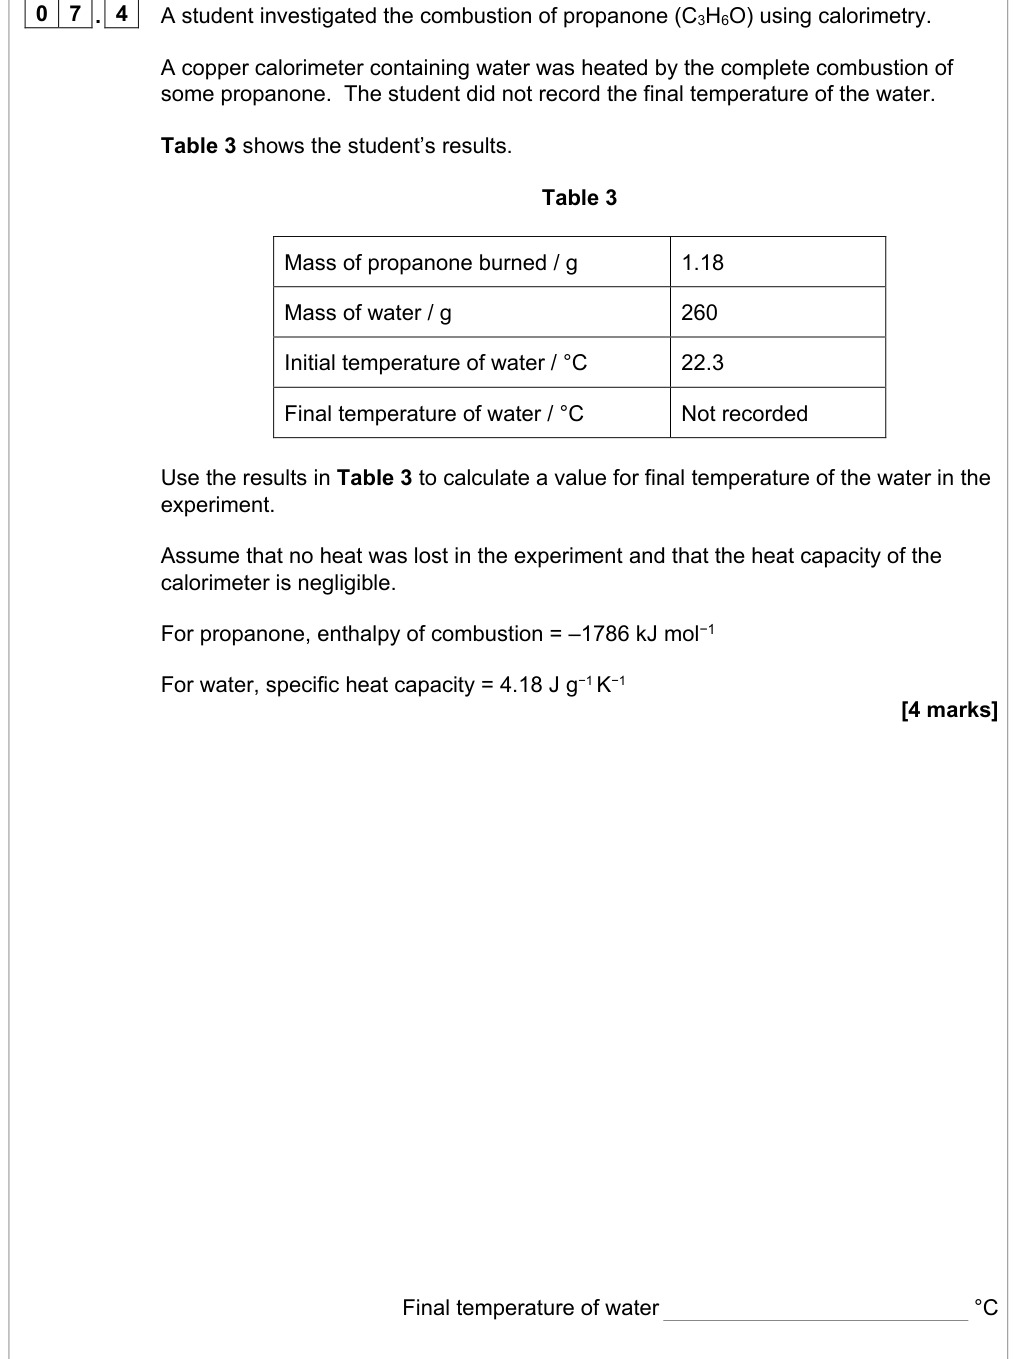 0 7 . 4 A student investigated the combustion of propanone (C₃H₆O) using calorimetry.
A copper calorimeter containing water was heated by the complete combustion of
some propanone. The student did not record the final temperature of the water.
Table 3 shows the student’s results.
Table 3
Mass of propanone burned / g 1.18
Mass of water / g 260
Initial temperature of water / °C 22.3
Final temperature of water / °C Not recorded
Use the results in Table 3 to calculate a value for final temperature of the water in the
experiment.
Assume that no heat was lost in the experiment and that the heat capacity of the
calorimeter is negligible.
For propanone, enthalpy of combustion = –1786 kJ mol⁻¹
For water, specific heat capacity = 4.18 J g⁻¹ K⁻¹
[4 marks]
Final temperature of water °C